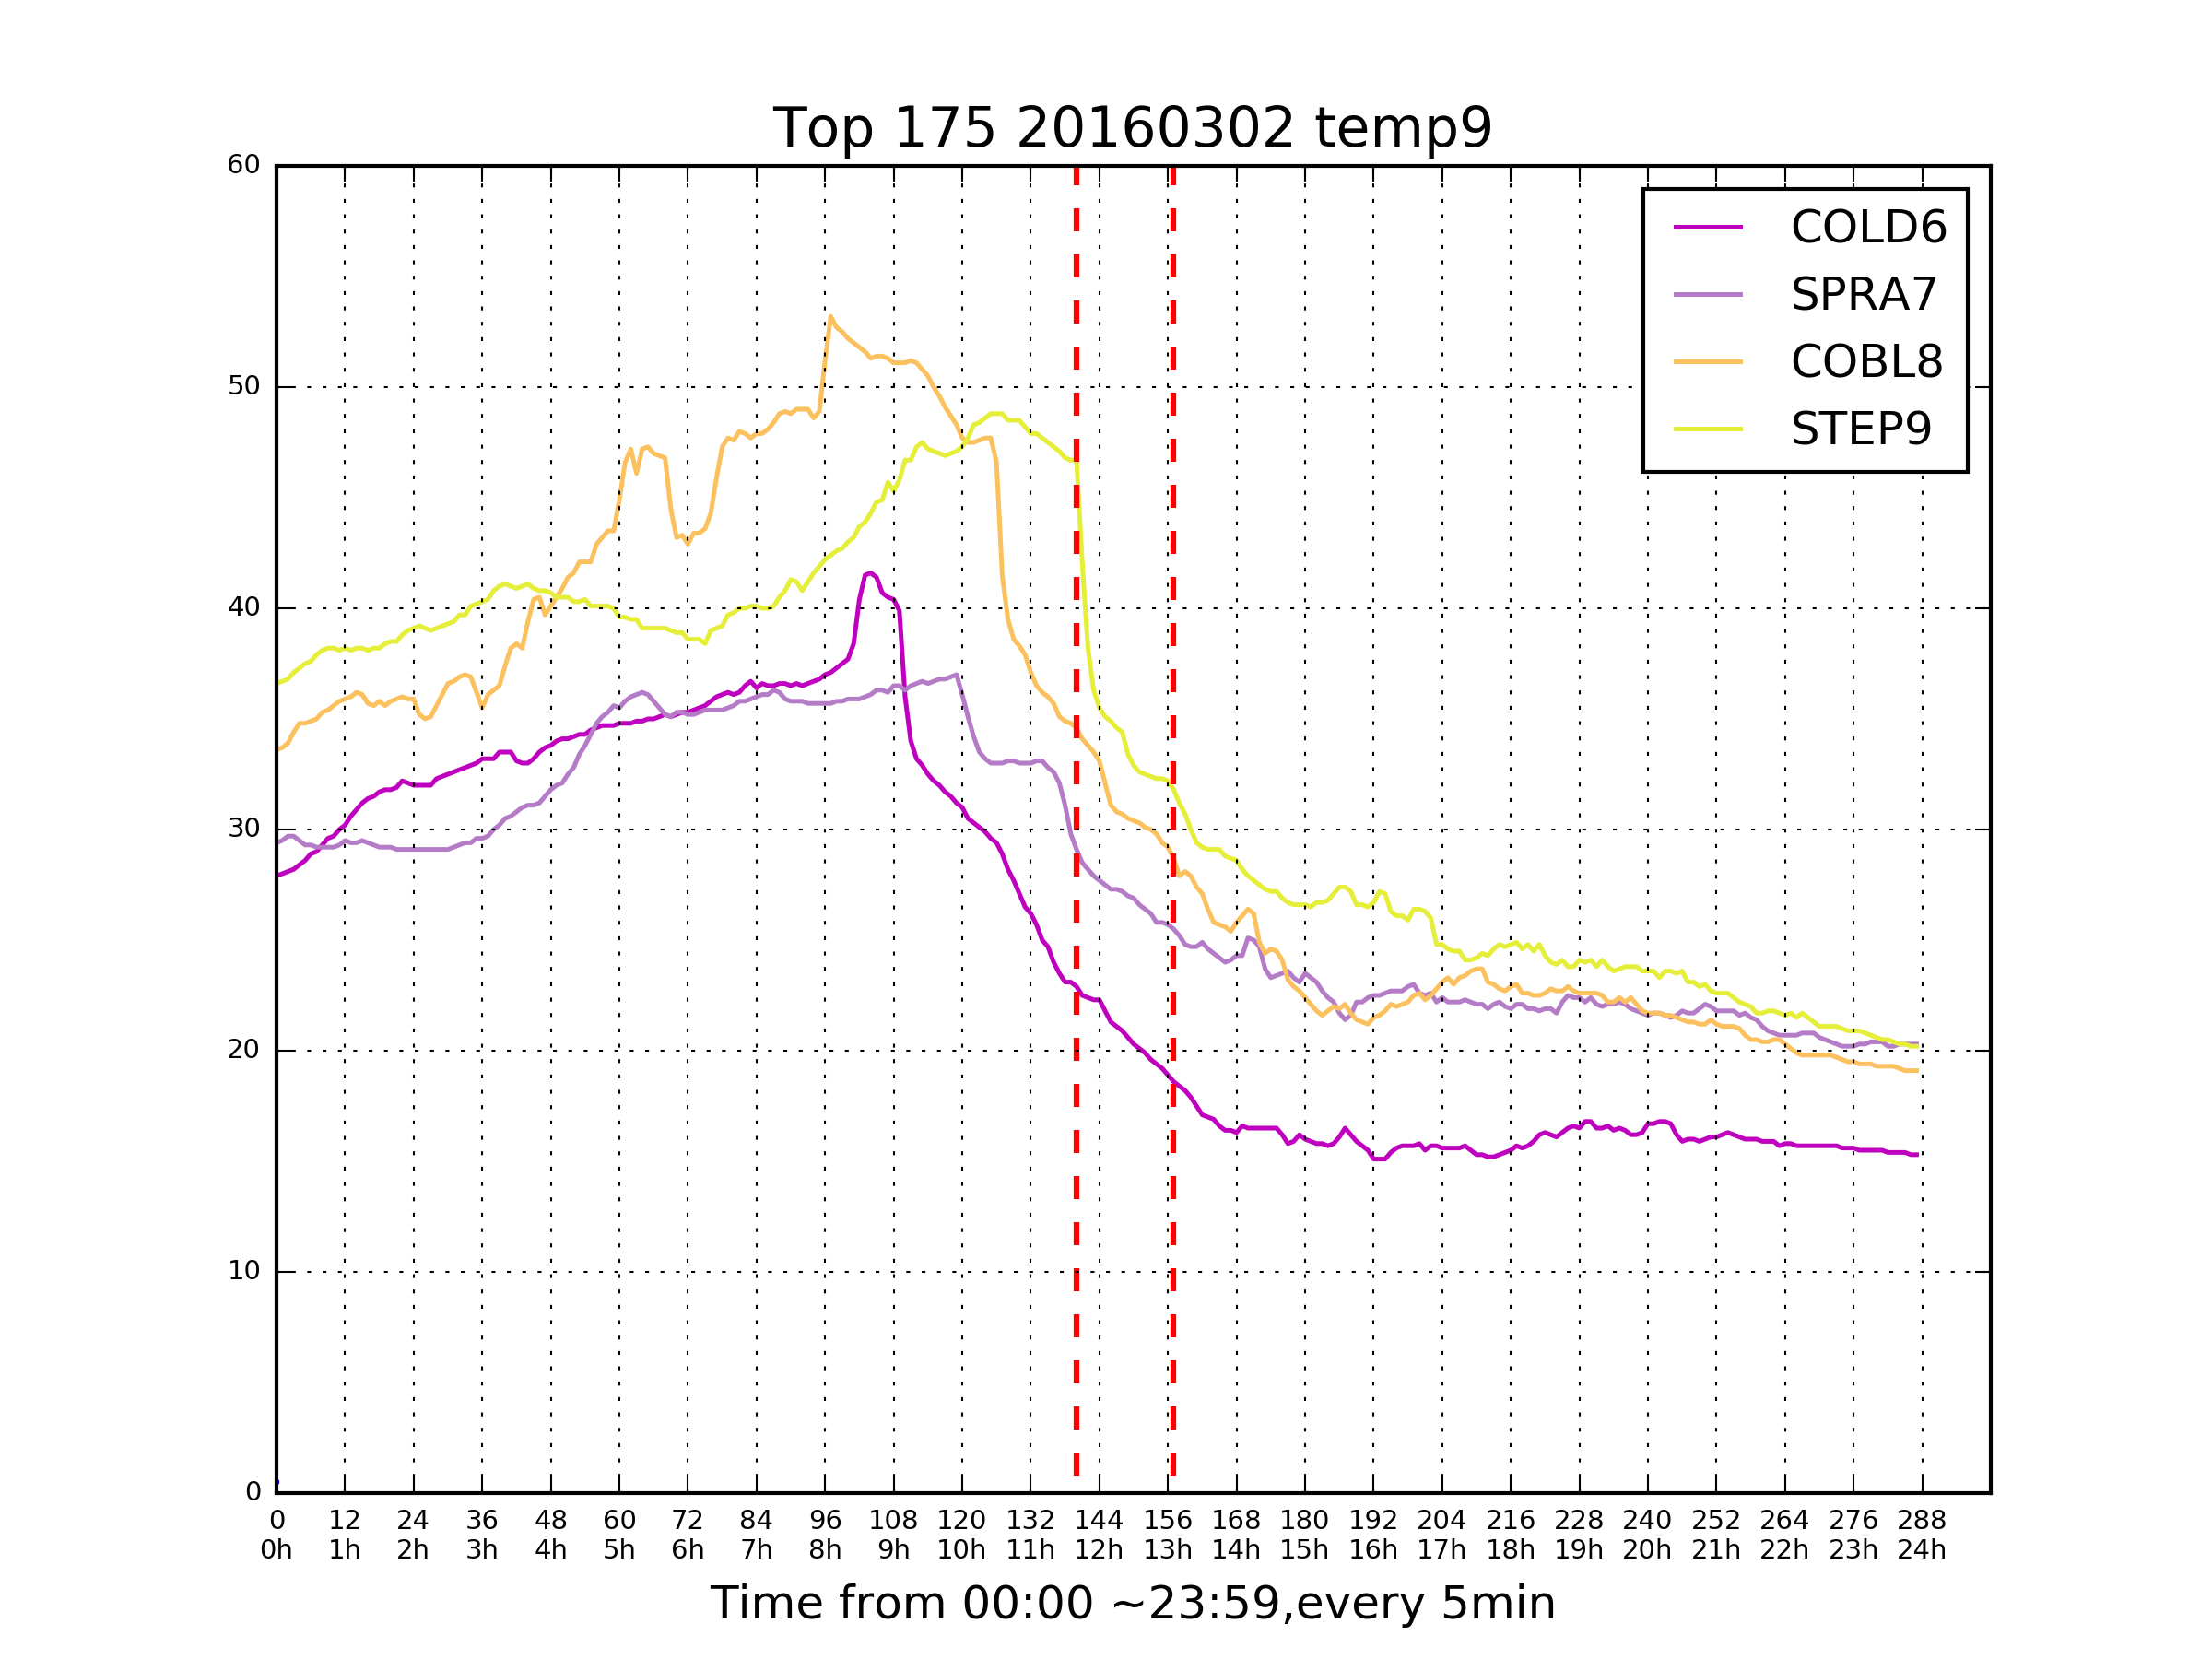 Top 175 20160302 temp9
60
50
40
30
20
10
0
COLD6
SPRA7
COBL8
STEP9
0 12 24 36 48 60 72 84 96 108 120 132 144 156 168 180 192 204 216 228 240 252 264 276 288
0h 1h 2h 3h 4h 5h 6h 7h 8h 9h 10h 11h 12h 13h 14h 15h 16h 17h 18h 19h 20h 21h 22h 23h 24h
Time from 00:00 ~23:59,every 5min